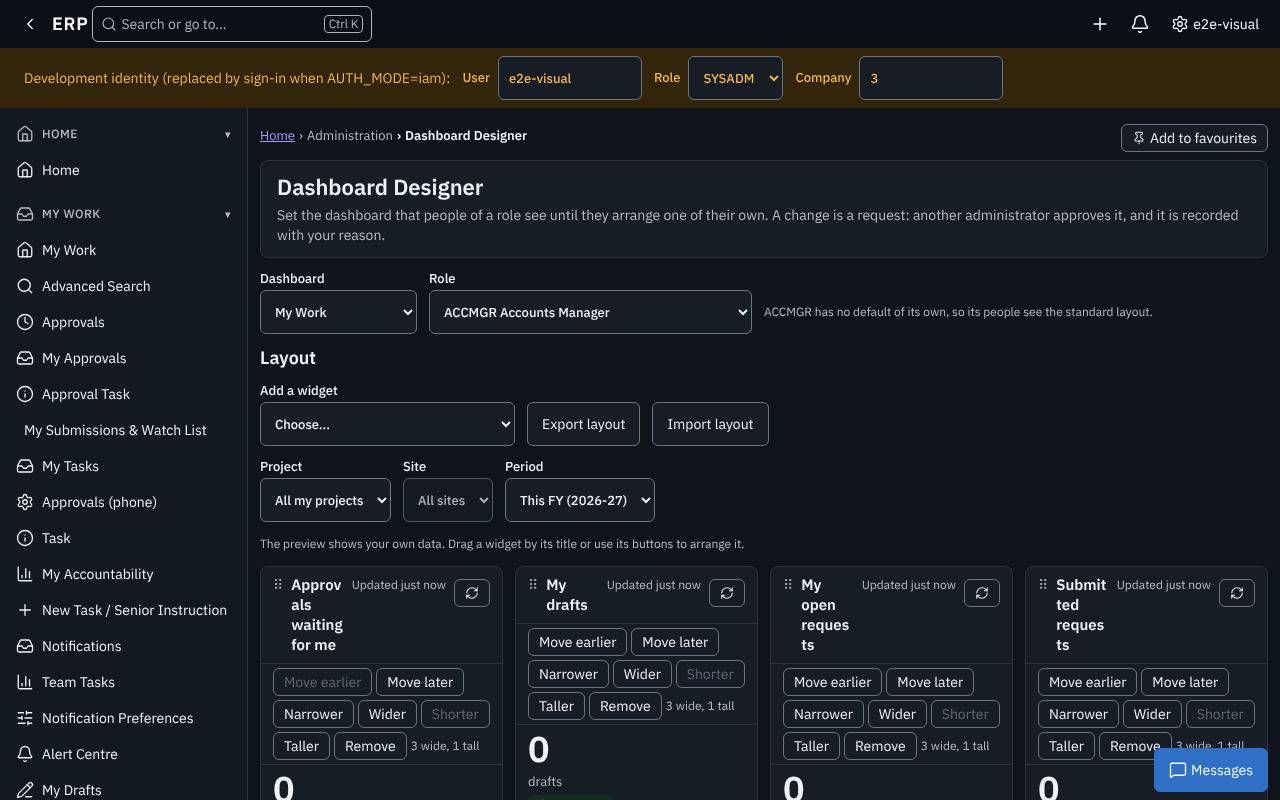 ERP
Search or go to...
Ctrl K
e2e-visual
Development identity (replaced by sign-in when AUTH_MODE=iam):
User
e2e-visual
Role
SYSADM
Company
3
HOME
Home
MY WORK
My Work
Advanced Search
Approvals
My Approvals
Approval Task
My Submissions & Watch List
My Tasks
Approvals (phone)
Task
My Accountability
New Task / Senior Instruction
Notifications
Team Tasks
Notification Preferences
Alert Centre
My Drafts
Home › Administration › Dashboard Designer
Add to favourites
Dashboard Designer
Set the dashboard that people of a role see until they arrange one of their own. A change is a request: another administrator approves it, and it is recorded
with your reason.
Dashboard
Role
My Work
ACCMGR Accounts Manager
ACCMGR has no default of its own, so its people see the standard layout.
Layout
Add a widget
Choose...
Export layout
Import layout
Project
Site
Period
All my projects
All sites
This FY (2026-27)
The preview shows your own data. Drag a widget by its title or use its buttons to arrange it.
Approv
als
waiting
for me
Updated just now
Move earlier
Move later
Narrower
Wider
Shorter
Taller
Remove
3 wide, 1 tall
0
My
drafts
Updated just now
Move earlier
Move later
Narrower
Wider
Shorter
Taller
Remove
3 wide, 1 tall
0
drafts
My
open
reques
ts
Updated just now
Move earlier
Move later
Narrower
Wider
Shorter
Taller
Remove
3 wide, 1 tall
0
Submit
ted
reques
ts
Updated just now
Move earlier
Move later
Narrower
Wider
Shorter
Taller
Remove
3 wide, 1 tall
0
Messages